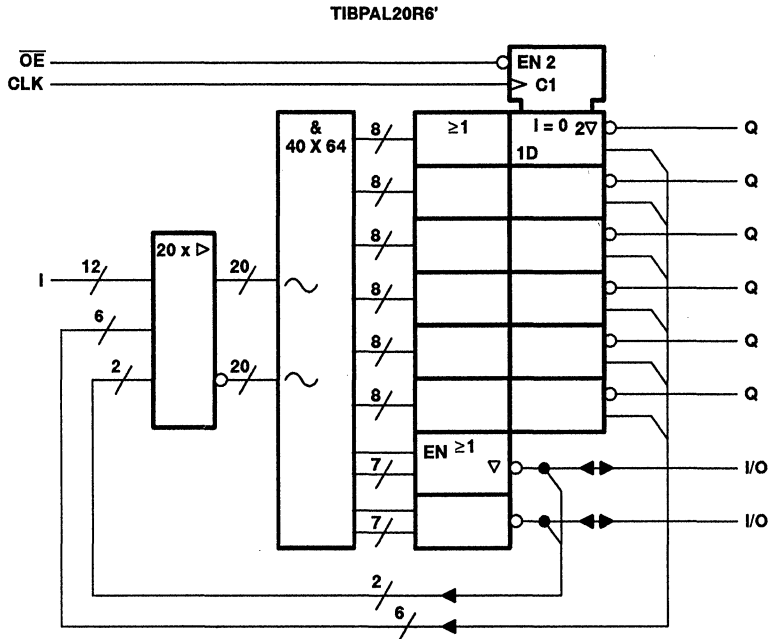 TIBPAL20R6'
OE
CLK
EN 2
C1
&
40 X 64
8
≥1
I = 0 2▽
1D
Q
8
Q
8
Q
20 x ▷
I
12
20
8
Q
6
8
Q
2
20
8
Q
EN ≥1
▽
7
I/O
7
I/O
2
6